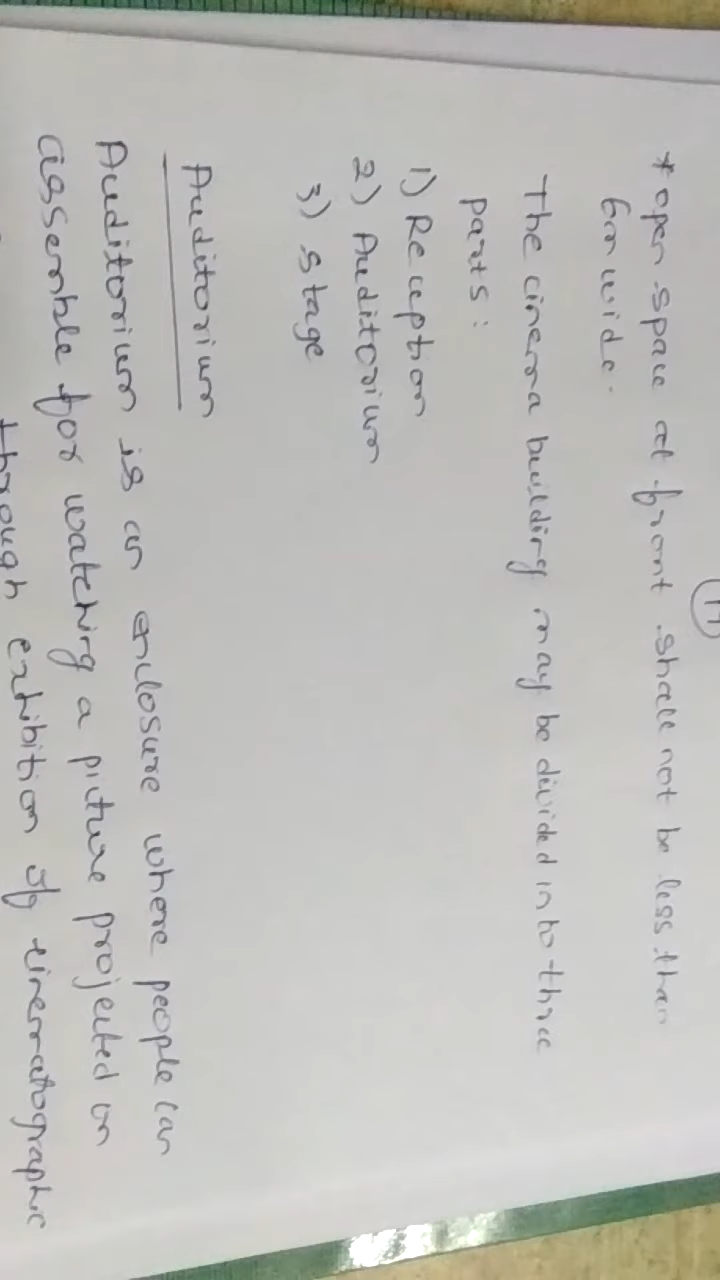 17
* open space at front shall not be less than
6m wide.
The cinema building may be divided into three
parts:
1) Reception
2) Auditorium
3) Stage
Auditorium
Auditorium is an enclosure where people can
assemble for watching a picture projected on
through exhibition of cinematographic